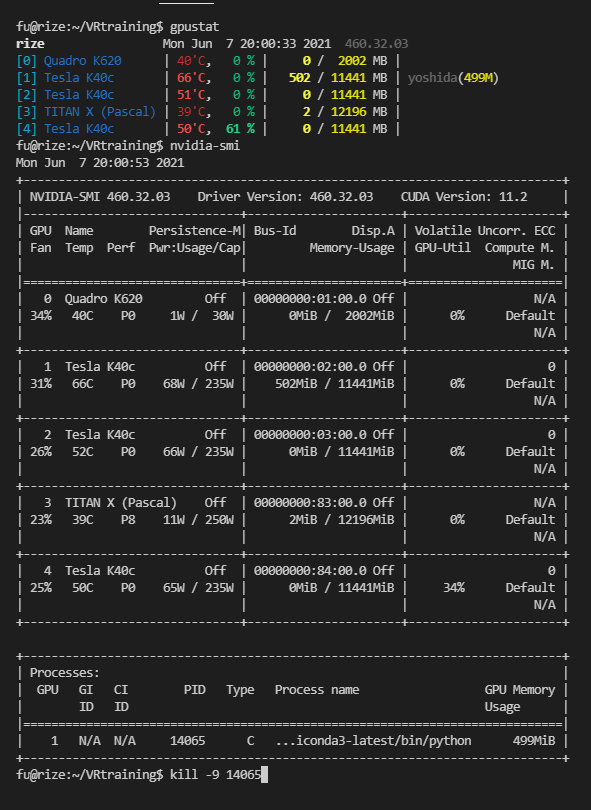 fu@rize:~/VRtraining$ gpustat
rize                 Mon Jun  7 20:00:33 2021  460.32.03
[0] Quadro K620      | 40'C,   0 % |     0 /  2002 MB |
[1] Tesla K40c       | 66'C,   0 % |   502 / 11441 MB | yoshida(499M)
[2] Tesla K40c       | 51'C,   0 % |     0 / 11441 MB |
[3] TITAN X (Pascal) | 39'C,   0 % |     2 / 12196 MB |
[4] Tesla K40c       | 50'C,  61 % |     0 / 11441 MB |
fu@rize:~/VRtraining$ nvidia-smi
Mon Jun  7 20:00:53 2021
+-----------------------------------------------------------------------------+
| NVIDIA-SMI 460.32.03    Driver Version: 460.32.03    CUDA Version: 11.2     |
|-------------------------------+----------------------+----------------------+
| GPU  Name        Persistence-M| Bus-Id        Disp.A | Volatile Uncorr. ECC |
| Fan  Temp  Perf  Pwr:Usage/Cap|         Memory-Usage | GPU-Util  Compute M. |
|                               |                      |               MIG M. |
|===============================+======================+======================|
|   0  Quadro K620         Off  | 00000000:01:00.0 Off |                  N/A |
| 34%   40C    P0     1W /  30W |      0MiB /  2002MiB |      0%      Default |
|                               |                      |                  N/A |
+-------------------------------+----------------------+----------------------+
|   1  Tesla K40c          Off  | 00000000:02:00.0 Off |                    0 |
| 31%   66C    P0    68W / 235W |    502MiB / 11441MiB |      0%      Default |
|                               |                      |                  N/A |
+-------------------------------+----------------------+----------------------+
|   2  Tesla K40c          Off  | 00000000:03:00.0 Off |                    0 |
| 26%   52C    P0    66W / 235W |      0MiB / 11441MiB |      0%      Default |
|                               |                      |                  N/A |
+-------------------------------+----------------------+----------------------+
|   3  TITAN X (Pascal)    Off  | 00000000:83:00.0 Off |                  N/A |
| 23%   39C    P8    11W / 250W |      2MiB / 12196MiB |      0%      Default |
|                               |                      |                  N/A |
+-------------------------------+----------------------+----------------------+
|   4  Tesla K40c          Off  | 00000000:84:00.0 Off |                    0 |
| 25%   50C    P0    65W / 235W |      0MiB / 11441MiB |     34%      Default |
|                               |                      |                  N/A |
+-------------------------------+----------------------+----------------------+
+-----------------------------------------------------------------------------+
| Processes:                                                                  |
|  GPU   GI   CI        PID   Type   Process name                  GPU Memory |
|        ID   ID                                                   Usage      |
|=============================================================================|
|    1   N/A  N/A     14065      C   ...iconda3-latest/bin/python      499MiB |
+-----------------------------------------------------------------------------+
fu@rize:~/VRtraining$ kill -9 14065